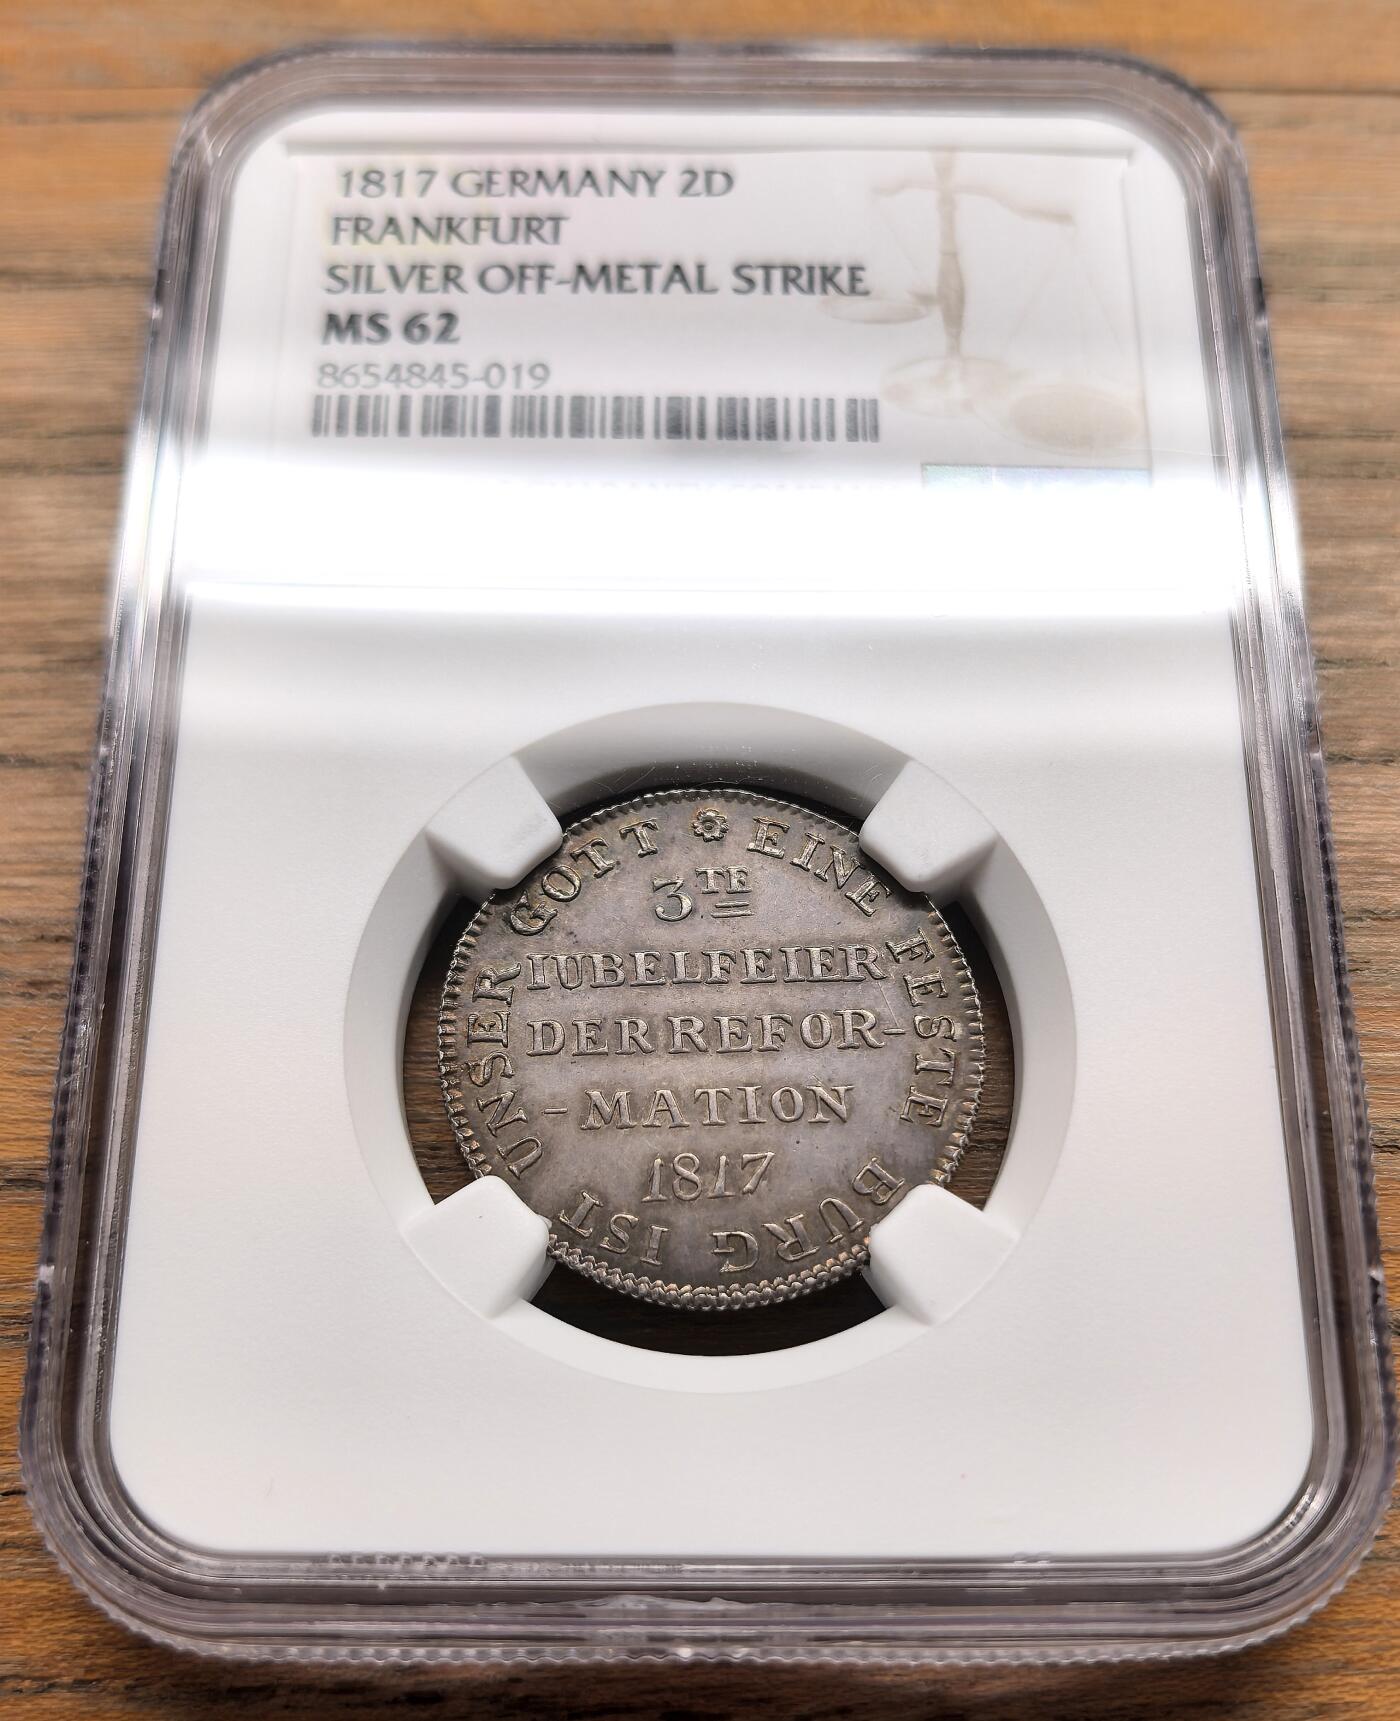 1817 GERMANY 2D
FRANKFURT
SILVER OFF-METAL STRIKE
MS 62
8654845-019
EINE FESTE BURG IST UNSER GOTT
3TE
IUBELFEIER
DER REFOR-
-MATION
1817